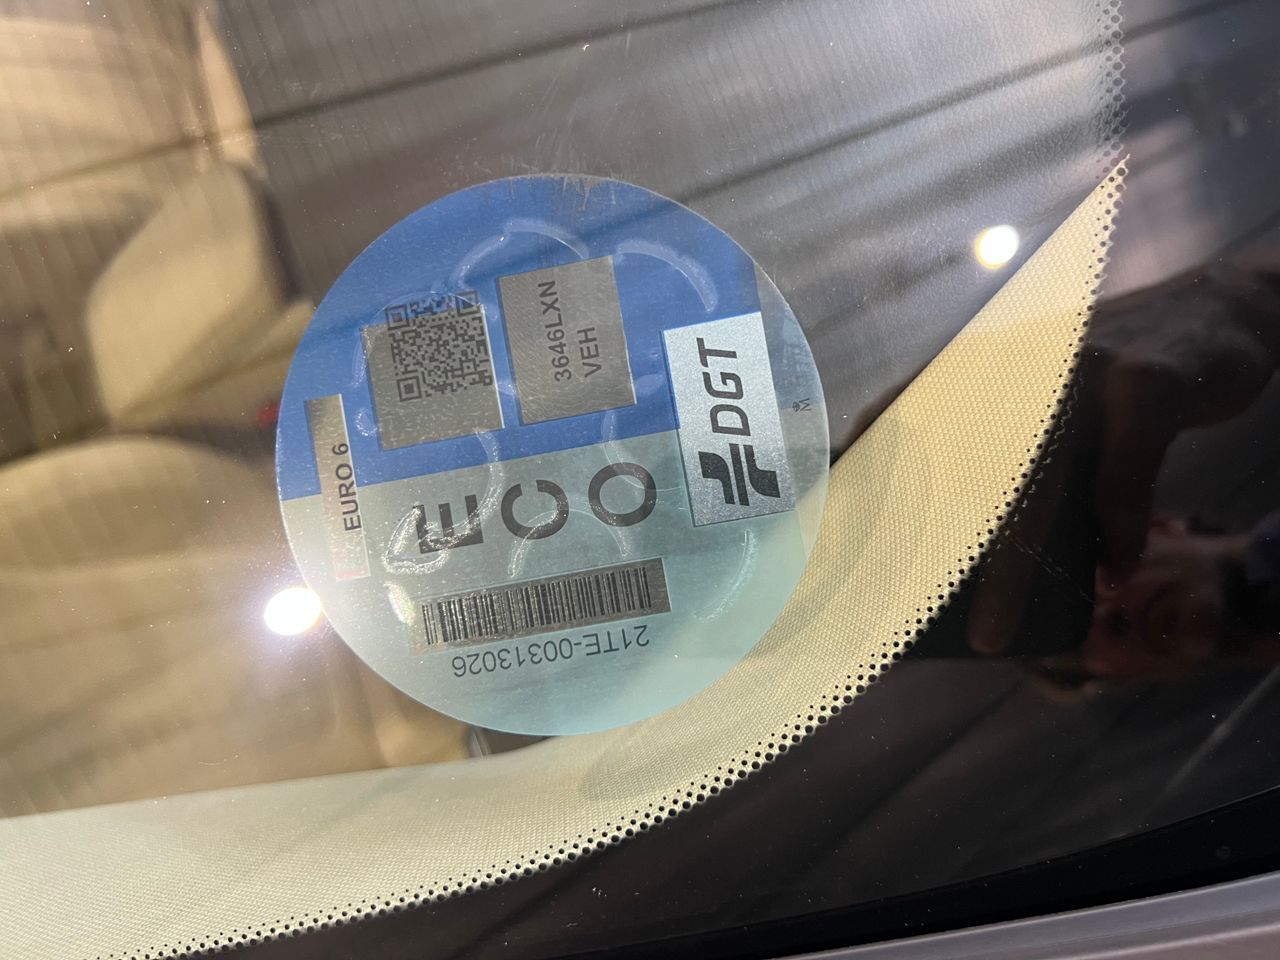 EURO 6
3646LXN
VEH
ECO
DGT
21TE-00313026
M